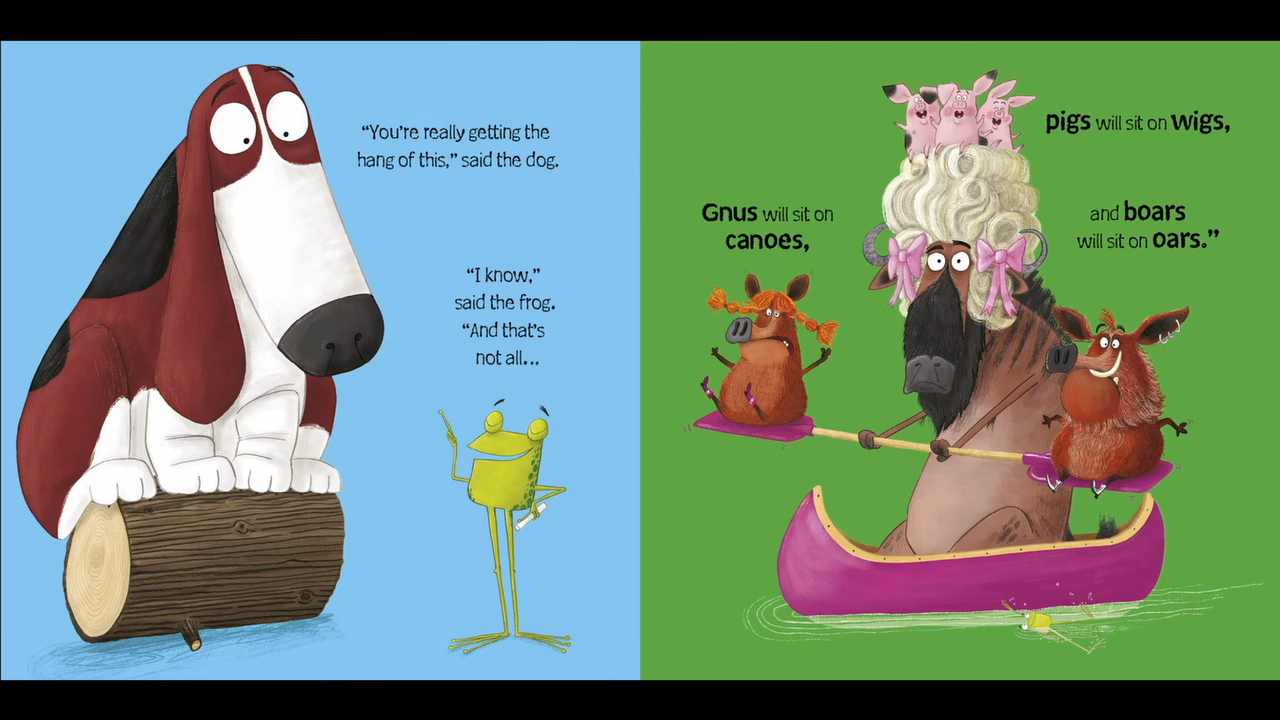 “You’re really getting the
hang of this,” said the dog.
“I know,”
said the frog.
“And that’s
not all...
Gnus will sit on
canoes,
pigs will sit on wigs,
and boars
will sit on oars.”